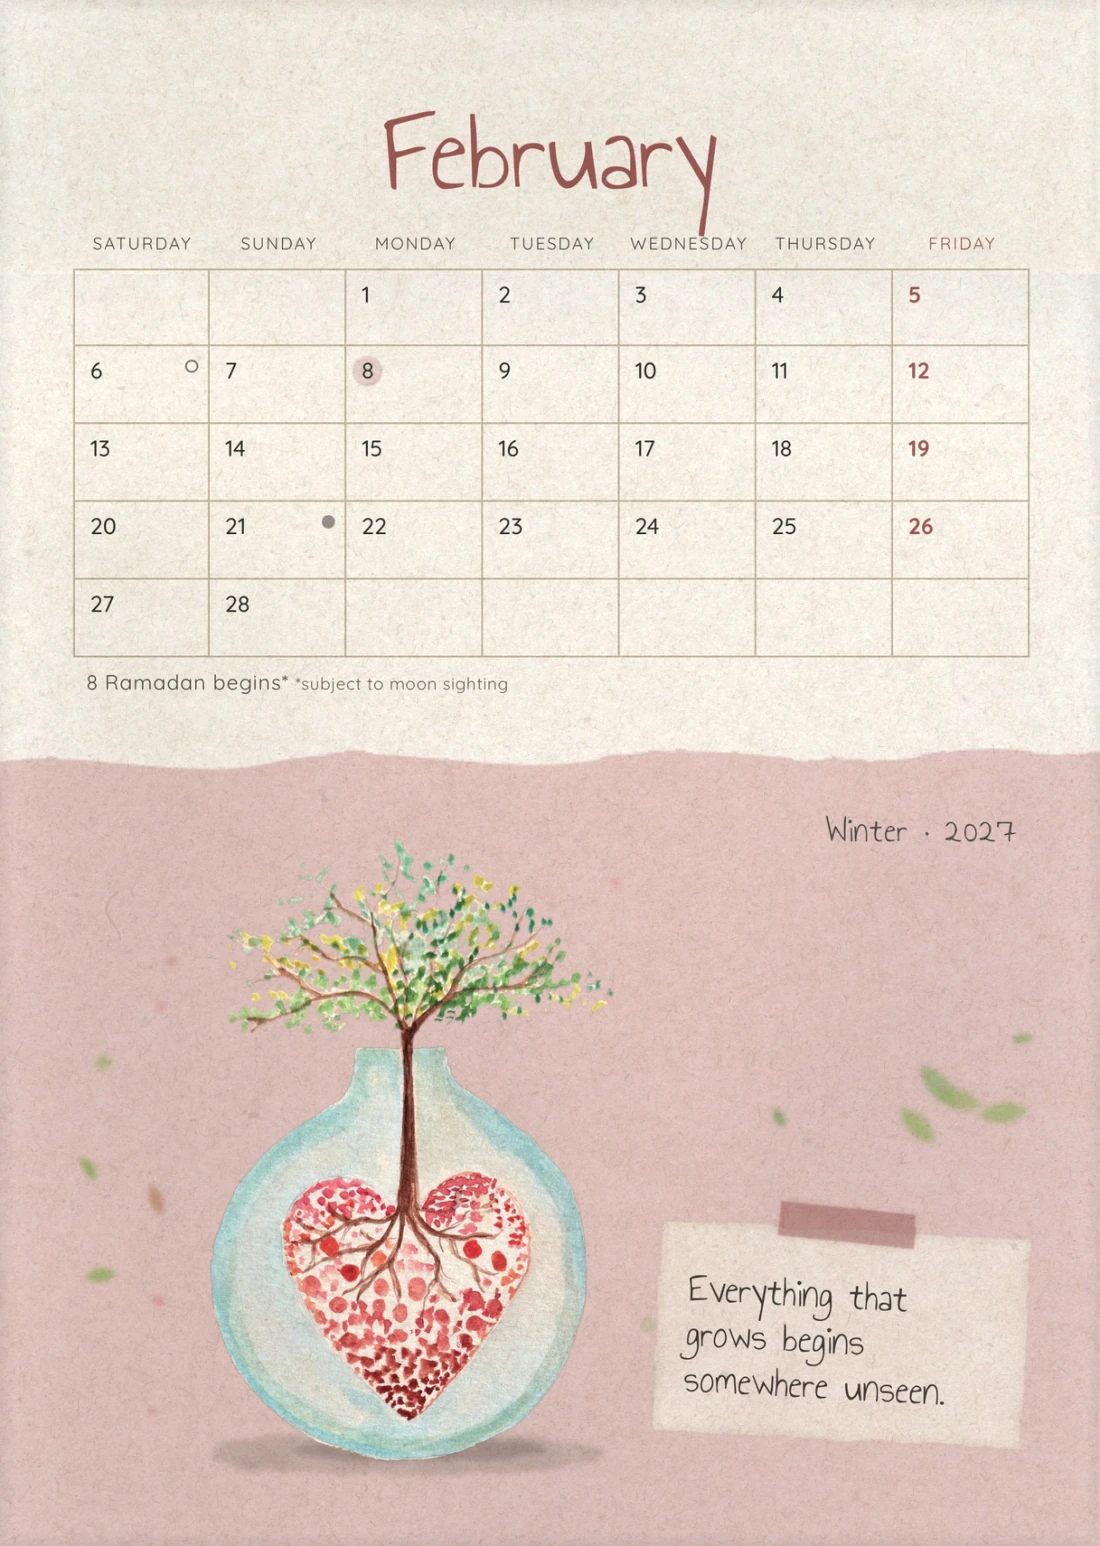 February
SATURDAY SUNDAY MONDAY TUESDAY WEDNESDAY THURSDAY FRIDAY
1 2 3 4 5
6 7 8 9 10 11 12
13 14 15 16 17 18 19
20 21 22 23 24 25 26
27 28
8 Ramadan begins* *subject to moon sighting
Winter · 2027
Everything that
grows begins
somewhere unseen.